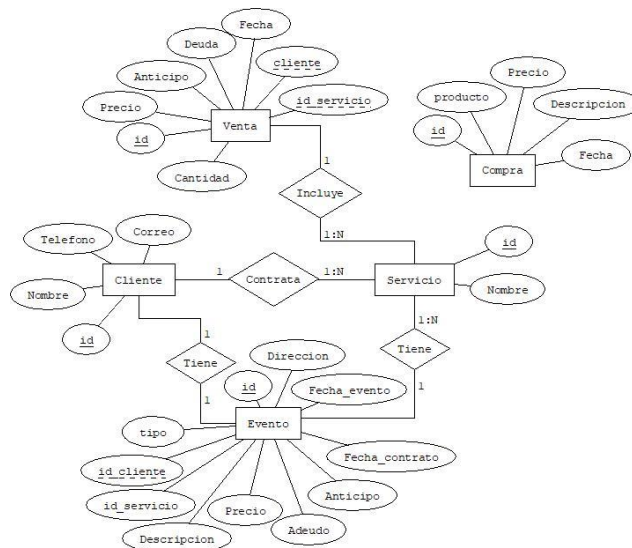 Fecha
Deuda
cliente
Anticipo
id_servicio
Precio
id
Venta
Cantidad
Precio
producto
Descripcion
id
Fecha
Compra
1
Incluye
1:N
Correo
Telefono
id
Cliente
1
Contrata
1:N
Servicio
Nombre
Nombre
id
1
1:N
Tiene
Direccion
Tiene
id
1
Fecha_evento
1
Evento
tipo
Fecha_contrato
id_cliente
Anticipo
id_servicio
Precio
Adeudo
Descripcion